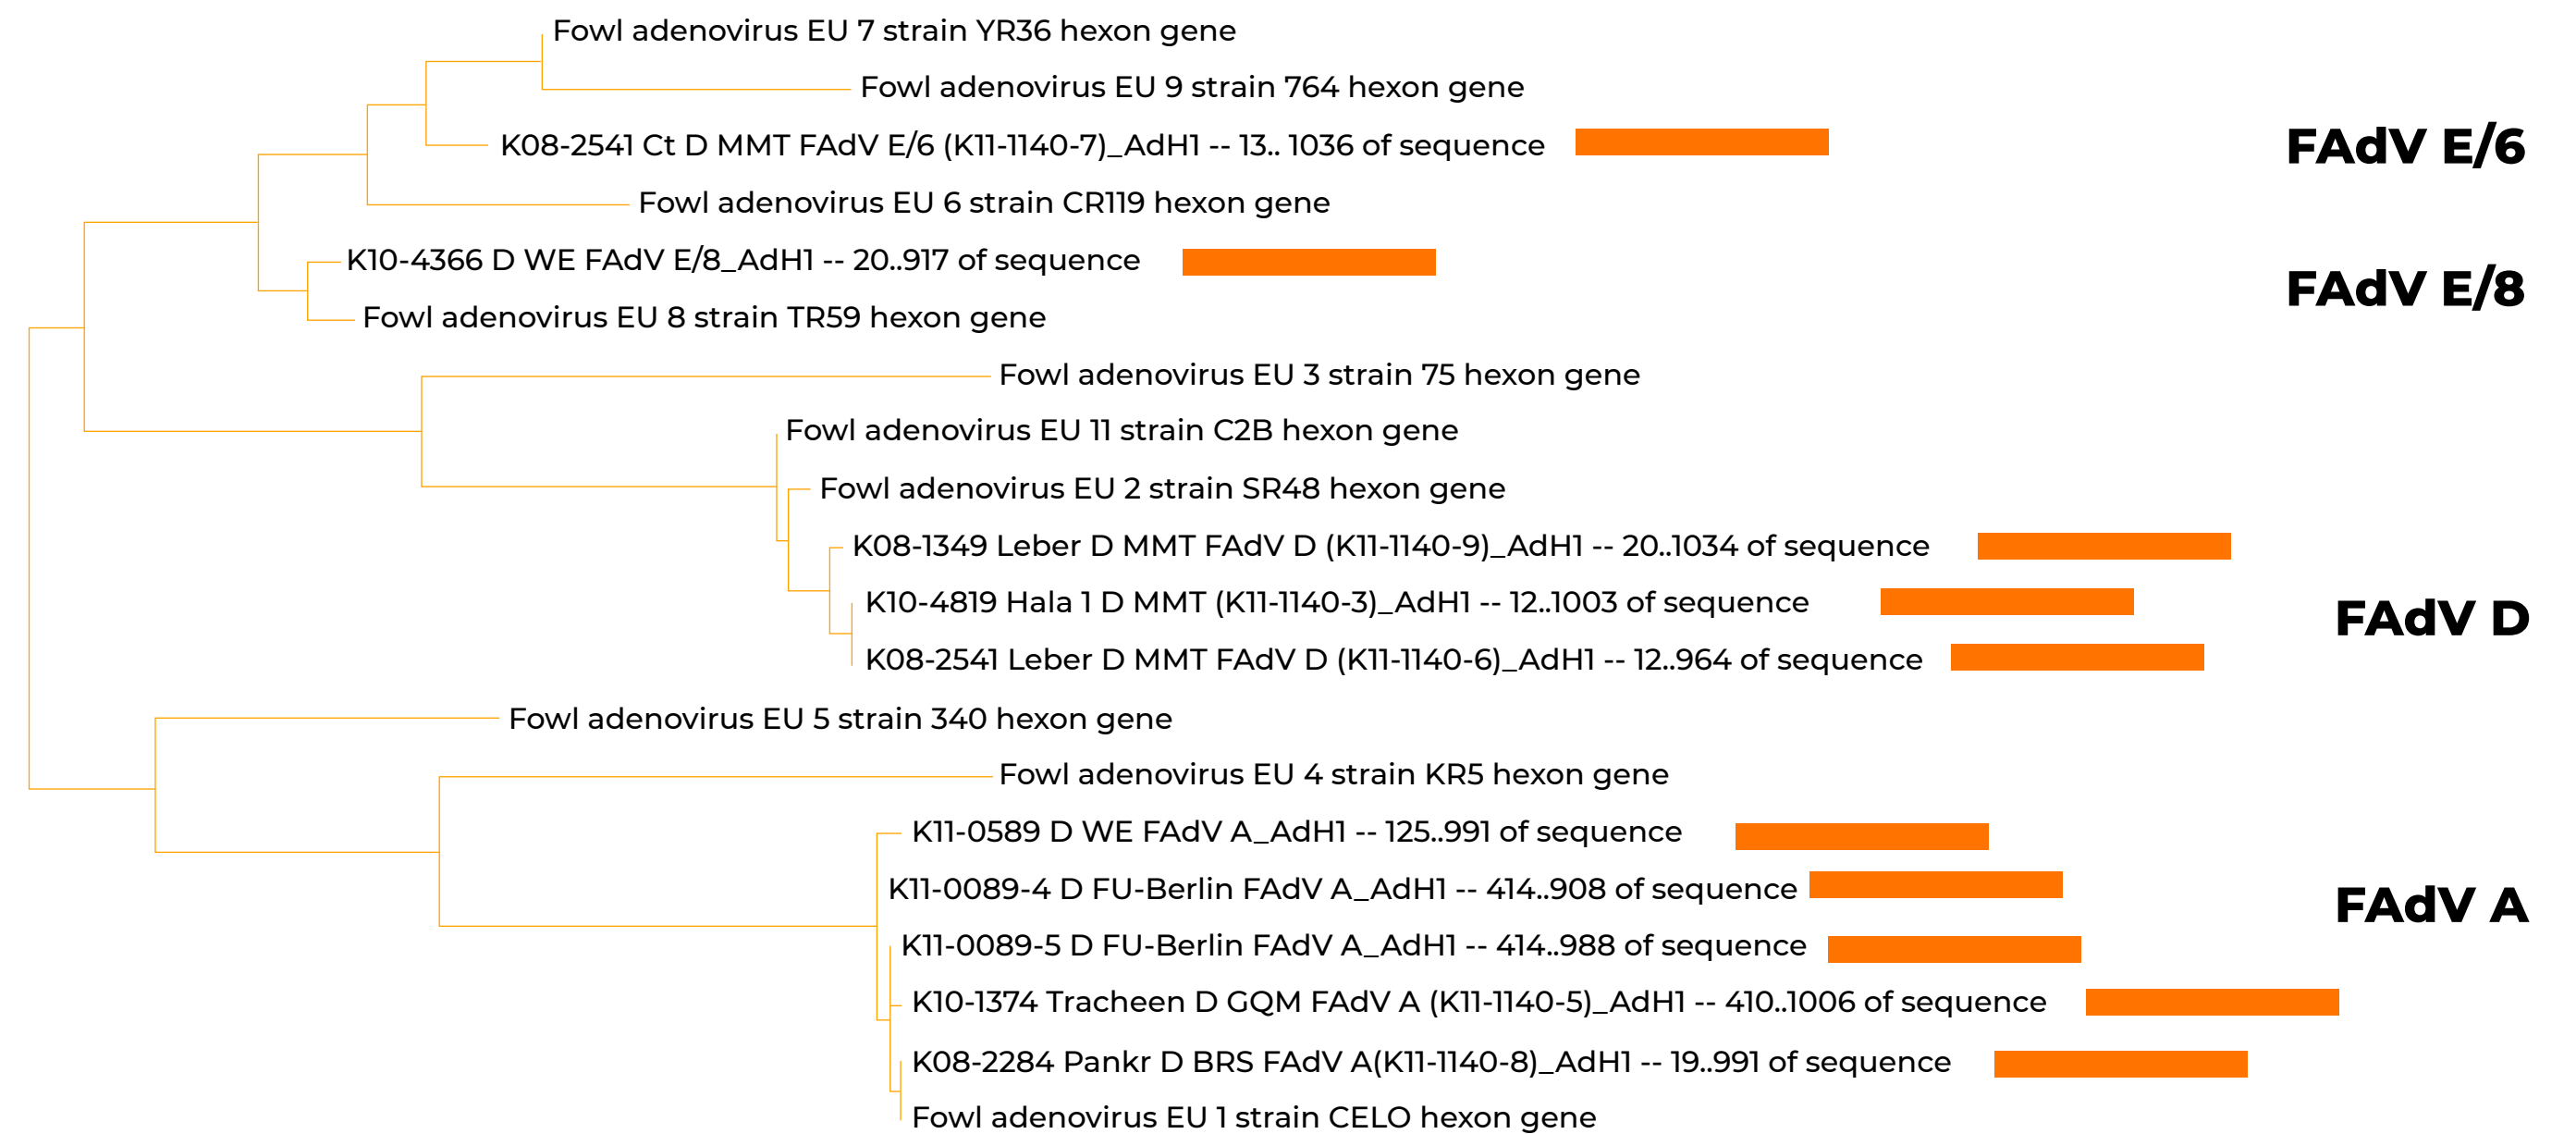 Fowl adenovirus EU 7 strain YR36 hexon gene
Fowl adenovirus EU 9 strain 764 hexon gene
K08-2541 Ct D MMT FAdV E/6 (K11-1140-7)_AdH1 -- 13.. 1036 of sequence
FAdV E/6
Fowl adenovirus EU 6 strain CR119 hexon gene
K10-4366 D WE FAdV E/8_AdH1 -- 20..917 of sequence
FAdV E/8
Fowl adenovirus EU 8 strain TR59 hexon gene
Fowl adenovirus EU 3 strain 75 hexon gene
Fowl adenovirus EU 11 strain C2B hexon gene
Fowl adenovirus EU 2 strain SR48 hexon gene
K08-1349 Leber D MMT FAdV D (K11-1140-9)_AdH1 -- 20..1034 of sequence
K10-4819 Hala 1 D MMT (K11-1140-3)_AdH1 -- 12..1003 of sequence
FAdV D
K08-2541 Leber D MMT FAdV D (K11-1140-6)_AdH1 -- 12..964 of sequence
Fowl adenovirus EU 5 strain 340 hexon gene
Fowl adenovirus EU 4 strain KR5 hexon gene
K11-0589 D WE FAdV A_AdH1 -- 125..991 of sequence
K11-0089-4 D FU-Berlin FAdV A_AdH1 -- 414..908 of sequence
FAdV A
K11-0089-5 D FU-Berlin FAdV A_AdH1 -- 414..988 of sequence
K10-1374 Tracheen D GQM FAdV A (K11-1140-5)_AdH1 -- 410..1006 of sequence
K08-2284 Pankr D BRS FAdV A(K11-1140-8)_AdH1 -- 19..991 of sequence
Fowl adenovirus EU 1 strain CELO hexon gene